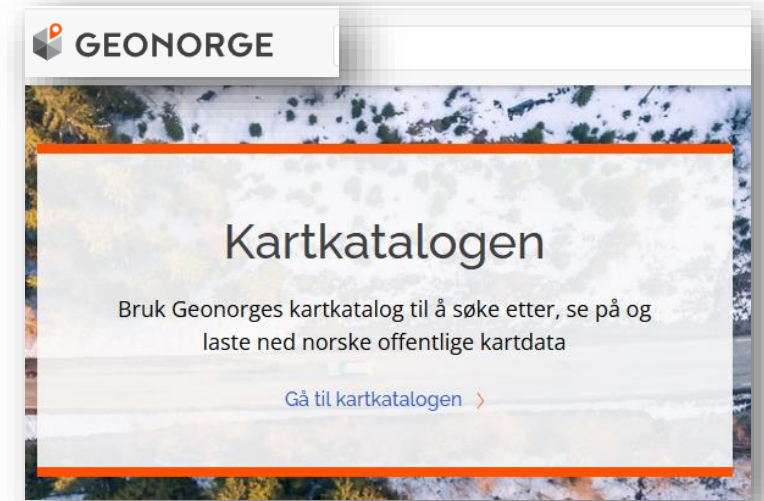 GEONORGE
Kartkatalogen
Bruk Geonorges kartkatalog til å søke etter, se på og
laste ned norske offentlige kartdata
Gå til kartkatalogen >